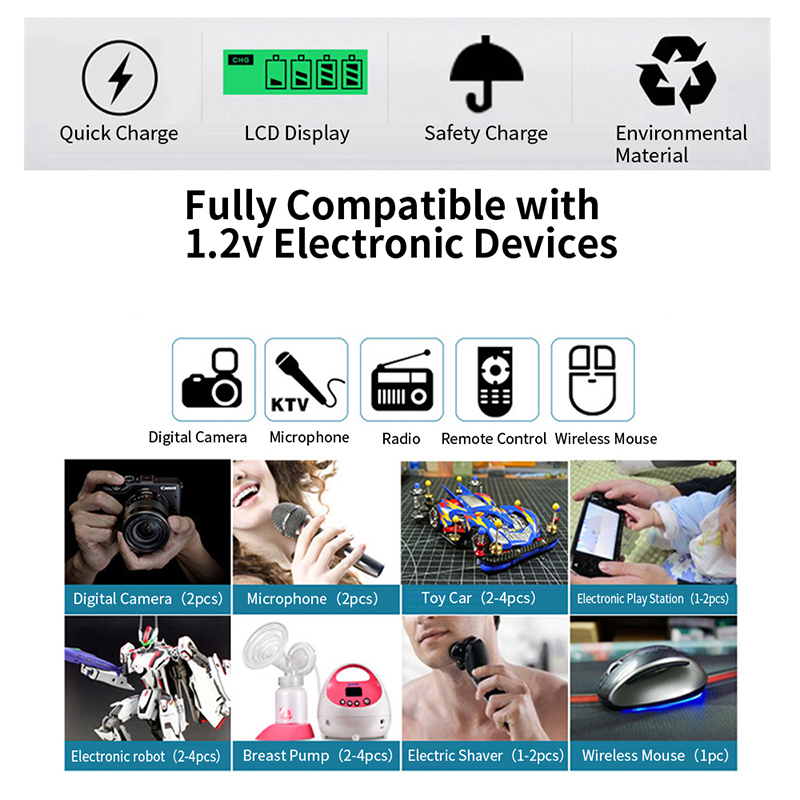 CHG
Quick Charge
LCD Display
Safety Charge
Environmental
Material
Fully Compatible with
1.2v Electronic Devices
KTV
Digital Camera
Microphone
Radio
Remote Control
Wireless Mouse
Canon
Digital Camera（2pcs）
Microphone（2pcs）
Toy Car（2-4pcs）
Electronic Play Station（1-2pcs）
Electronic robot（2-4pcs）
Breast Pump（2-4pcs）
Electric Shaver（1-2pcs）
Wireless Mouse（1pc）